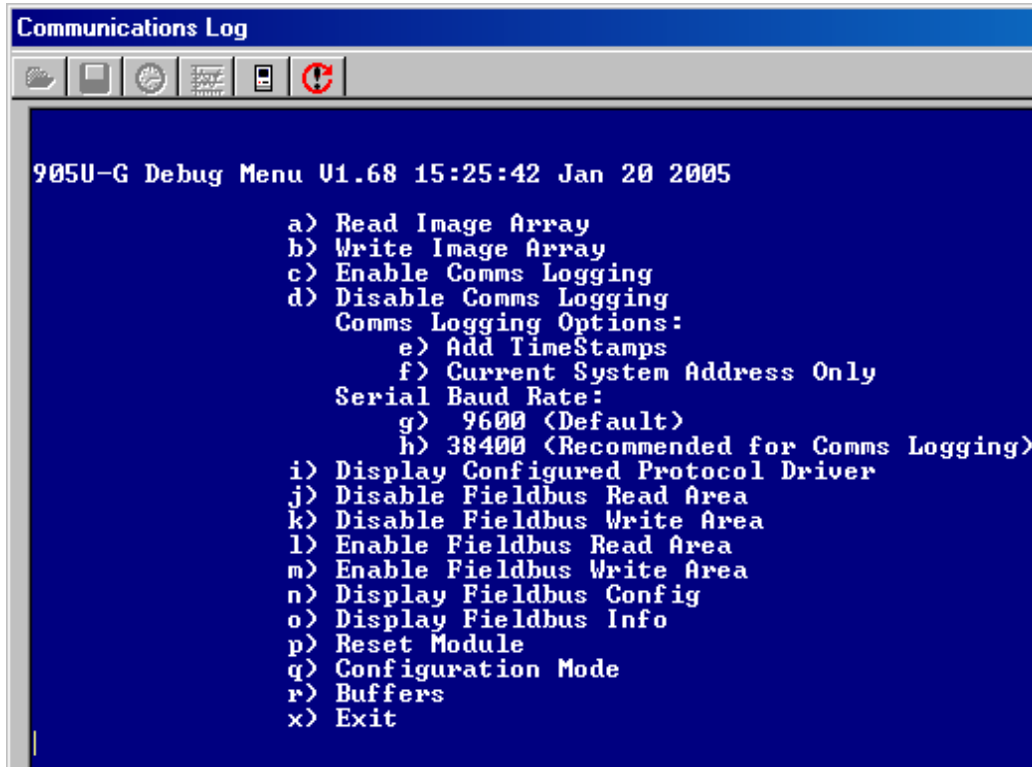 Communications Log
905U-G Debug Menu V1.68 15:25:42 Jan 20 2005
a) Read Image Array
b) Write Image Array
c) Enable Comms Logging
d) Disable Comms Logging
Comms Logging Options:
e) Add TimeStamps
f) Current System Address Only
Serial Baud Rate:
g)  9600 (Default)
h) 38400 (Recommended for Comms Logging)
i) Display Configured Protocol Driver
j) Disable Fieldbus Read Area
k) Disable Fieldbus Write Area
l) Enable Fieldbus Read Area
m) Enable Fieldbus Write Area
n) Display Fieldbus Config
o) Display Fieldbus Info
p) Reset Module
q) Configuration Mode
r) Buffers
x) Exit